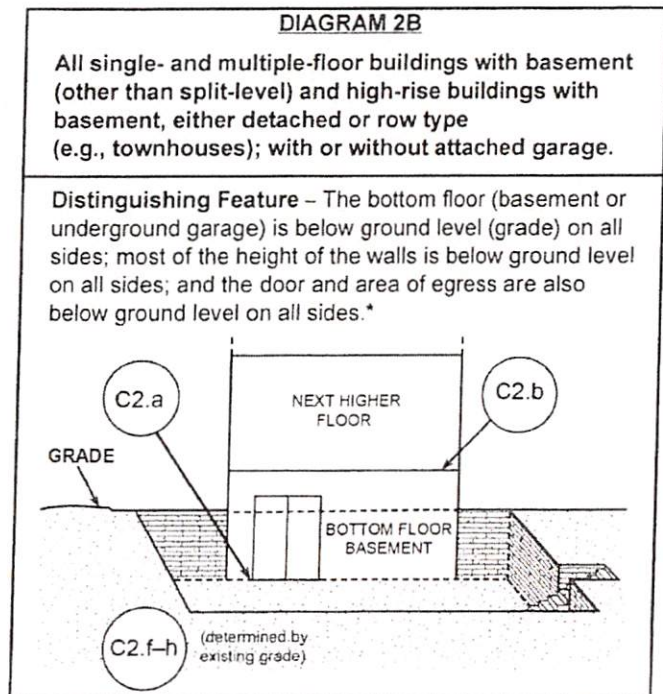 DIAGRAM 2B
All single- and multiple-floor buildings with basement
(other than split-level) and high-rise buildings with
basement, either detached or row type
(e.g., townhouses); with or without attached garage.
Distinguishing Feature – The bottom floor (basement or
underground garage) is below ground level (grade) on all
sides; most of the height of the walls is below ground level
on all sides; and the door and area of egress are also
below ground level on all sides.*
C2.a
NEXT HIGHER
FLOOR
C2.b
GRADE
BOTTOM FLOOR
BASEMENT
C2.f–h
(determined by
existing grade)